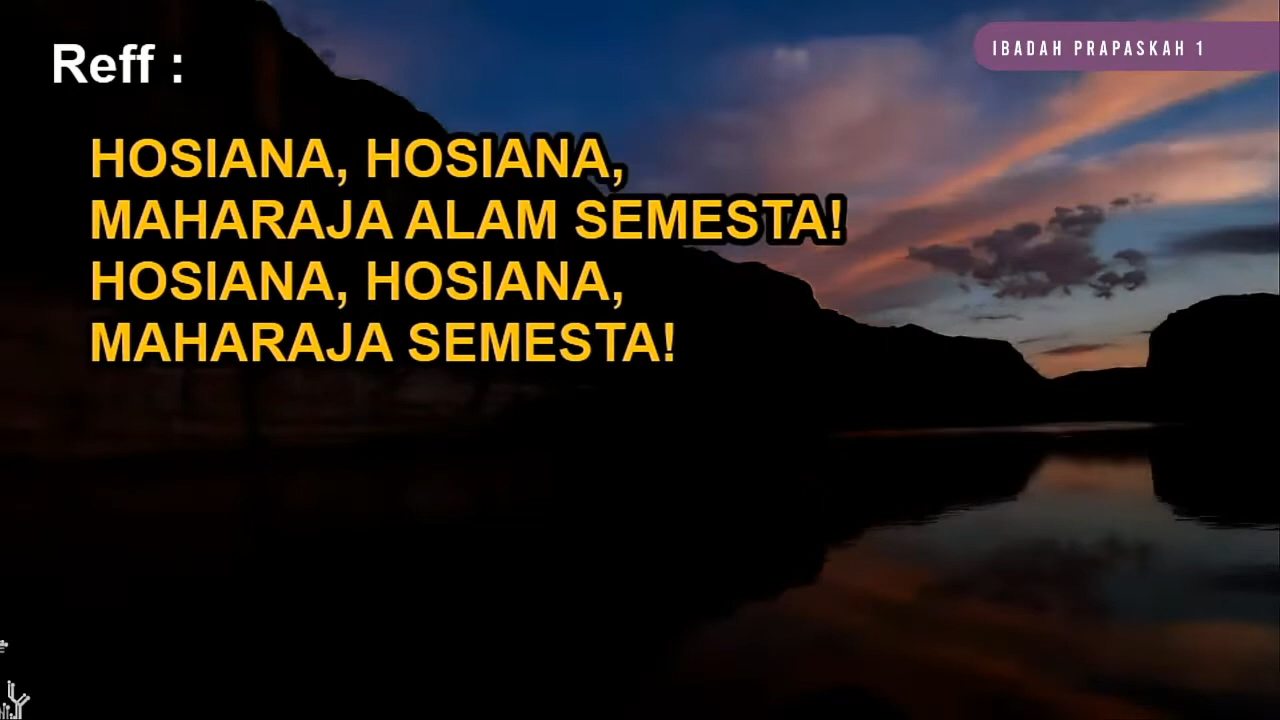 IBADAH PRAPASKAH 1
Reff :
HOSIANA, HOSIANA,
MAHARAJA ALAM SEMESTA!
HOSIANA, HOSIANA,
MAHARAJA SEMESTA!